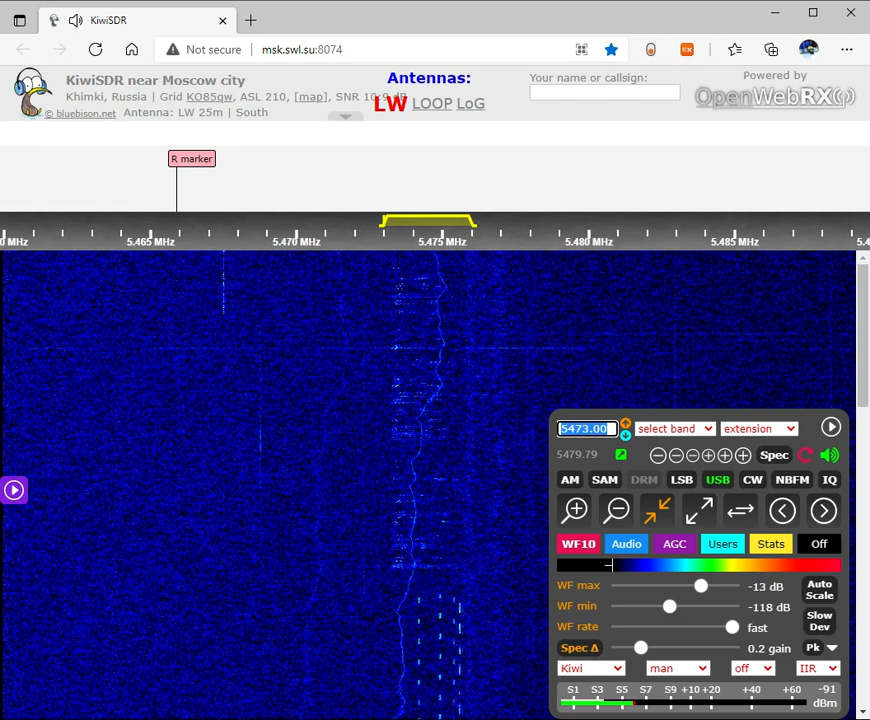 KiwiSDR
Not secure
msk.swl.su:8074
KiwiSDR near Moscow city
Khimki, Russia | Grid KO85qw, ASL 210, [map], SNR 10:9 dB
© bluebison.net Antenna: LW 25m | South
Antennas:
LW LOOP LoG
Your name or callsign:
Powered by
OpenWebRX
R marker
0 MHz 5.465 MHz 5.470 MHz 5.475 MHz 5.480 MHz 5.485 MHz 5.4
5473.00 select band extension
5479.79 Spec
AM SAM DRM LSB USB CW NBFM IQ
WF10 Audio AGC Users Stats Off
WF max -13 dB Auto Scale
WF min -118 dB
WF rate fast Slow Dev
Spec Δ 0.2 gain Pk
Kiwi man off IIR
S1 S3 S5 S7 S9 +10 +20 +40 +60 -91 dBm